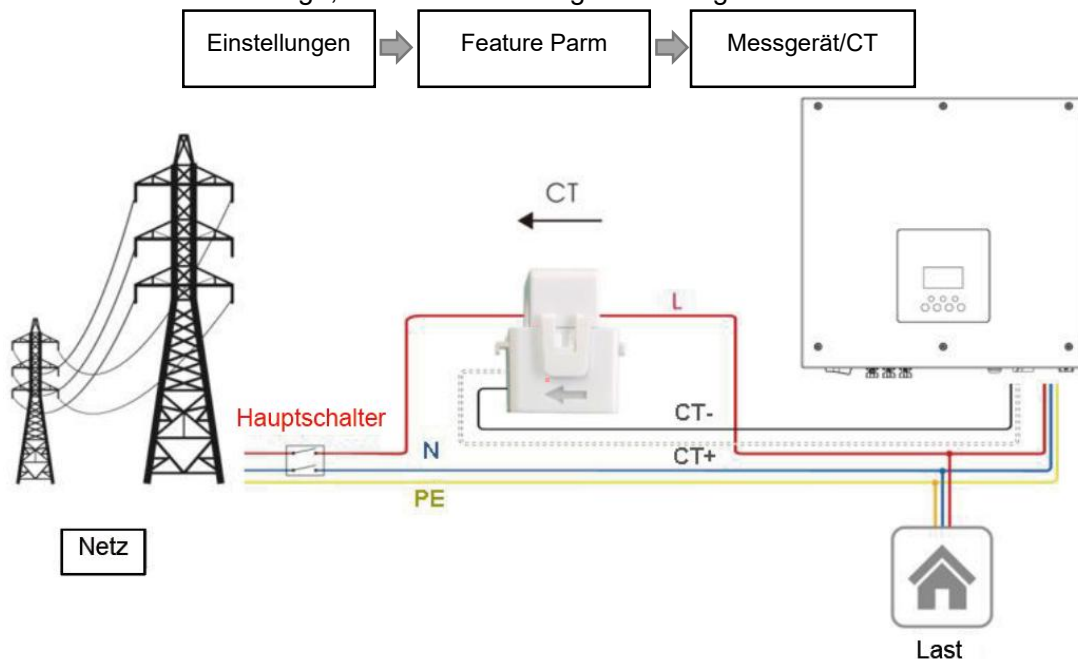 Einstellungen
Feature Parm
Messgerät/CT
CT
L
Hauptschalter
CT-
N
CT+
PE
Netz
Last